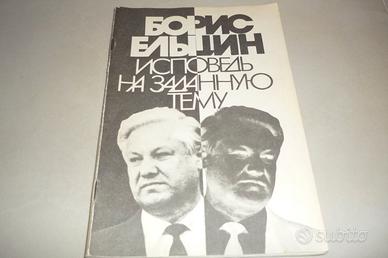 БОРИС
ЕЛЬЦИН
ИСПОВЕДЬ
НА ЗАДАННУЮ
ТЕМУ
subito